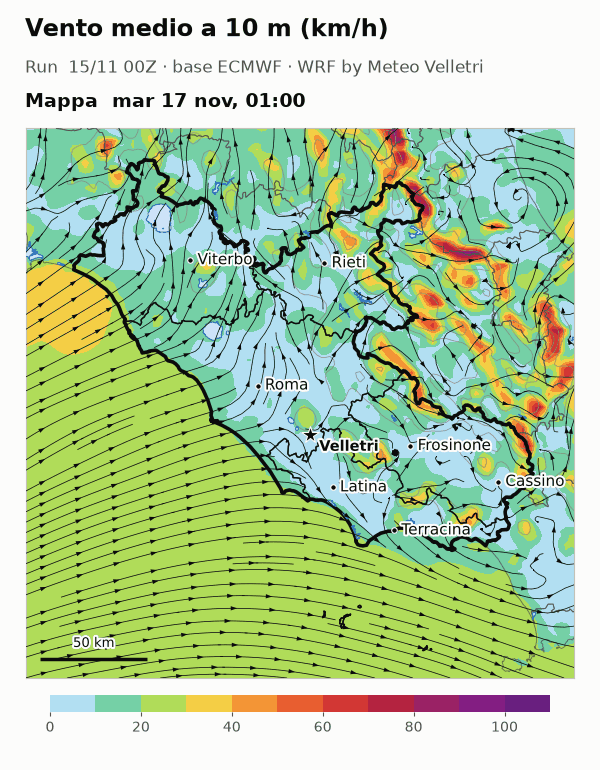 Vento medio a 10 m (km/h)
Run  15/11 00Z · base ECMWF · WRF by Meteo Velletri
Mappa  mar 17 nov, 01:00
Viterbo
Rieti
Roma
Velletri
Frosinone
Latina
Cassino
Terracina
50 km
0 20 40 60 80 100